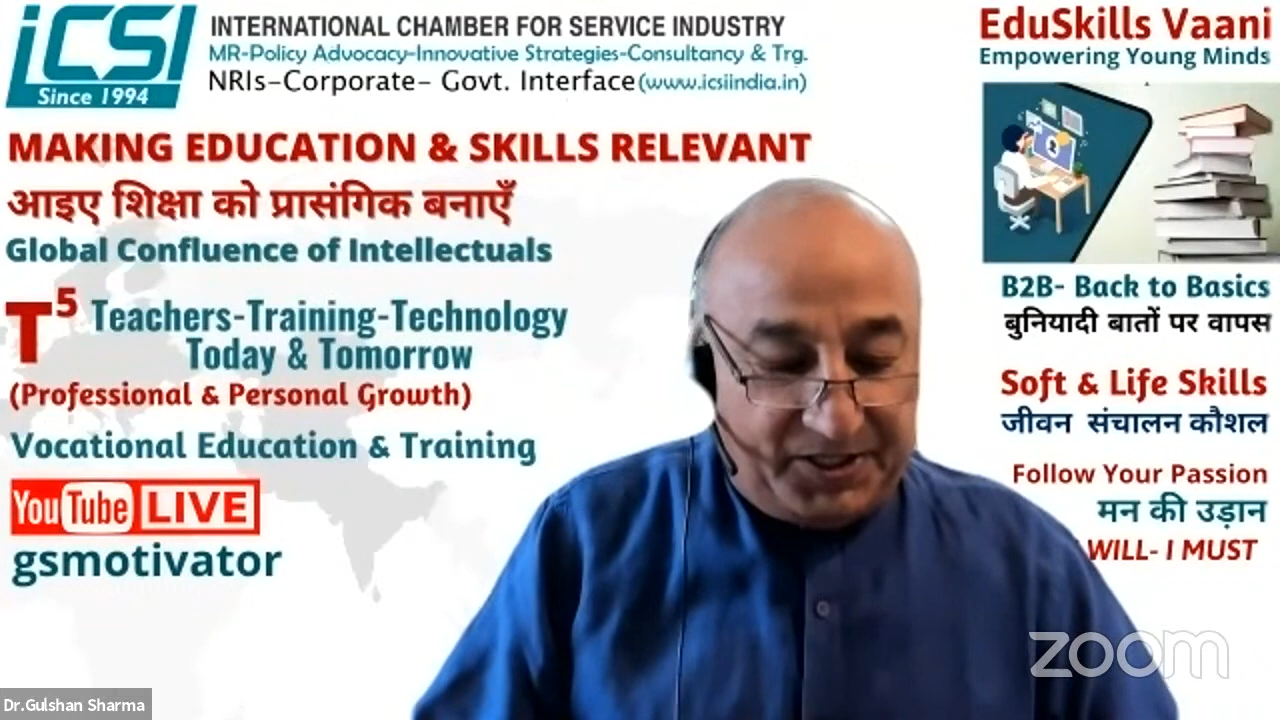 iCSI
Since 1994
INTERNATIONAL CHAMBER FOR SERVICE INDUSTRY
MR-Policy Advocacy-Innovative Strategies-Consultancy & Trg.
NRIs-Corporate- Govt. Interface (www.icsiindia.in)
MAKING EDUCATION & SKILLS RELEVANT
आइए शिक्षा को प्रासंगिक बनाएँ
Global Confluence of Intellectuals
T5 Teachers-Training-Technology
Today & Tomorrow
(Professional & Personal Growth)
Vocational Education & Training
YouTube LIVE
gsmotivator
EduSkills Vaani
Empowering Young Minds
B2B- Back to Basics
बुनियादी बातों पर वापस
Soft & Life Skills
जीवन संचालन कौशल
Follow Your Passion
मन की उड़ान
WILL- I MUST
zoom
Dr.Gulshan Sharma